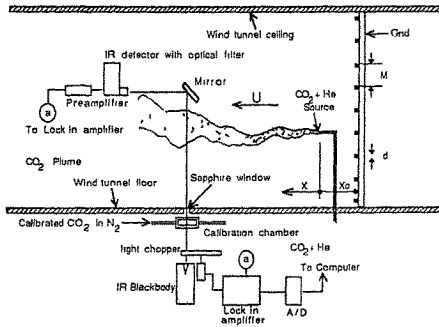 Wind tunnel ceiling
Grid
IR detector with optical filter
Mirror
M
U
CO2 + He
Source
Preamplifier
a
To Lock in amplifier
CO2 Plume
d
Sapphire window
X
Xo
Wind tunnel floor
Calibrated CO2 in N2
Calibration chamber
light chopper
CO2 + He
a
To Computer
IR Blackbody
Lock in
amplifier
A/D